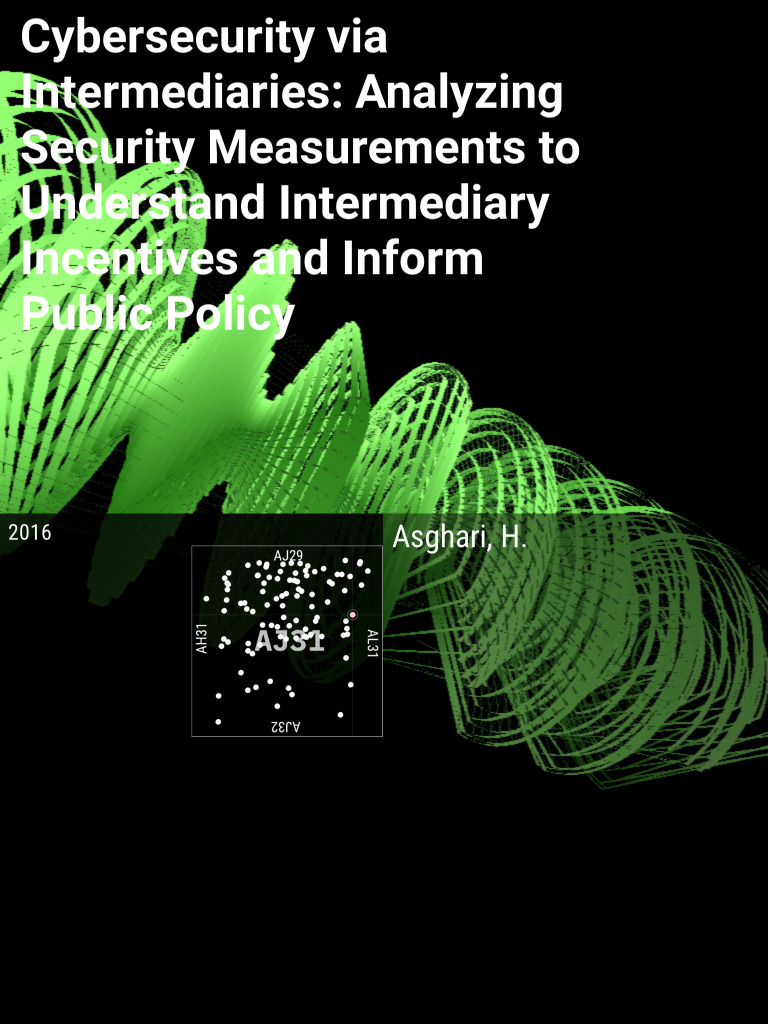 Cybersecurity via
Intermediaries: Analyzing
Security Measurements to
Understand Intermediary
Incentives and Inform
Public Policy
2016
Asghari, H.
AJ29
AH31
AJ31
AL31
AJ32